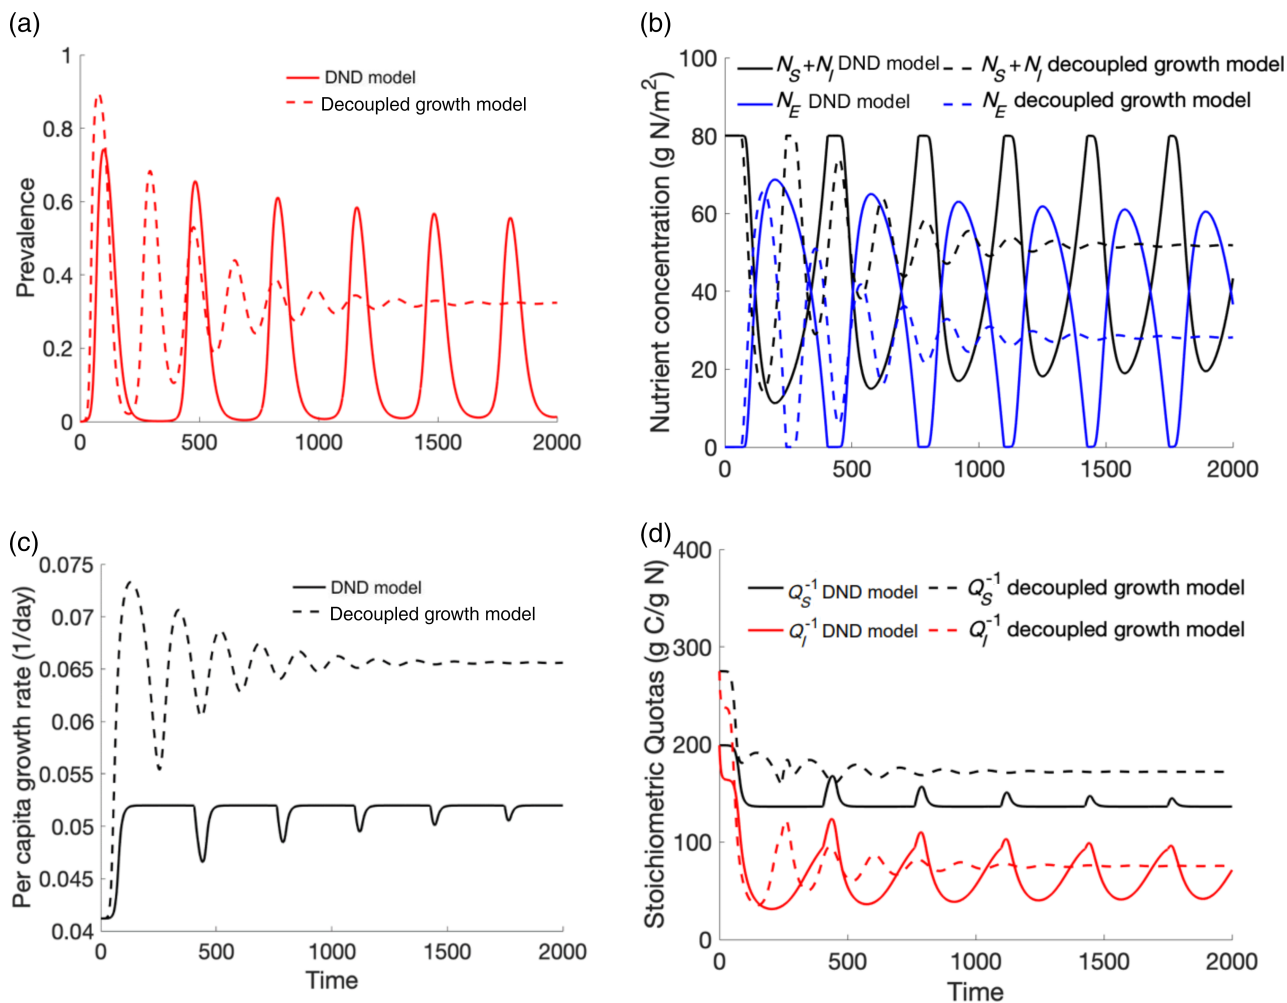 (a)
1
0.8
0.6
0.4
0.2
0
Prevalence
DND model
Decoupled growth model
0 500 1000 1500 2000
(b)
100
80
60
40
20
0
Nutrient concentration (g N/m²)
N_S+N_I DND model N_S+N_I decoupled growth model
N_E DND model N_E decoupled growth model
0 500 1000 1500 2000
(c)
0.075
0.07
0.065
0.06
0.055
0.05
0.045
0.04
Per capita growth rate (1/day)
DND model
Decoupled growth model
0 500 1000 1500 2000
Time
(d)
400
300
200
100
0
Stoichiometric Quotas (g C/g N)
Q_S^-1 DND model Q_S^-1 decoupled growth model
Q_I^-1 DND model Q_I^-1 decoupled growth model
0 500 1000 1500 2000
Time